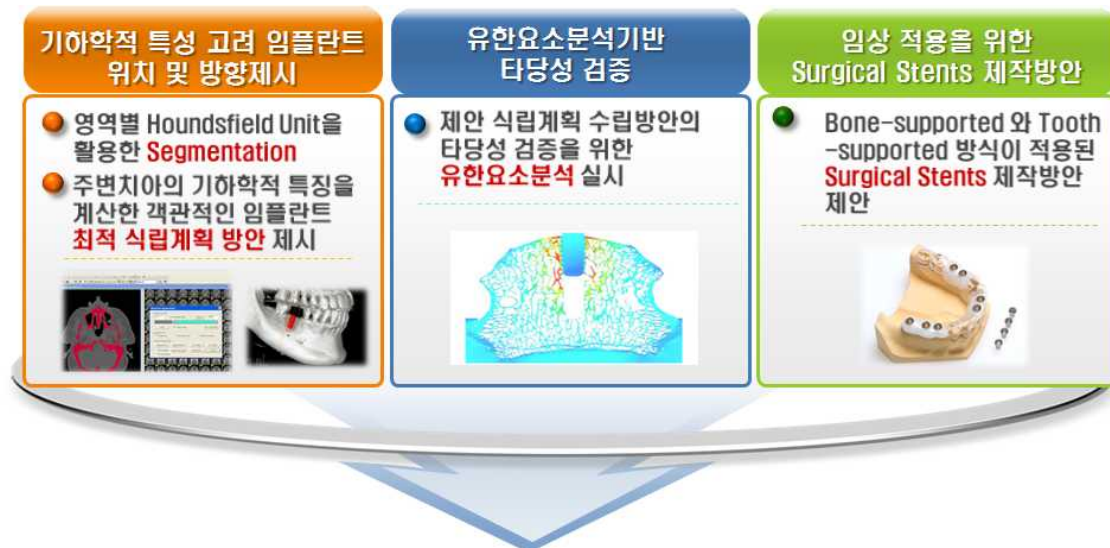 기하학적 특성 고려 임플란트
위치 및 방향제시
영역별 Houndsfield Unit을
활용한 Segmentation
주변치아의 기하학적 특징을
계산한 객관적인 임플란트
최적 식립계획 방안 제시
유한요소분석기반
타당성 검증
제안 식립계획 수립방안의
타당성 검증을 위한
유한요소분석 실시
임상 적용을 위한
Surgical Stents 제작방안
Bone-supported 와 Tooth
-supported 방식이 적용된
Surgical Stents 제작방안
제안